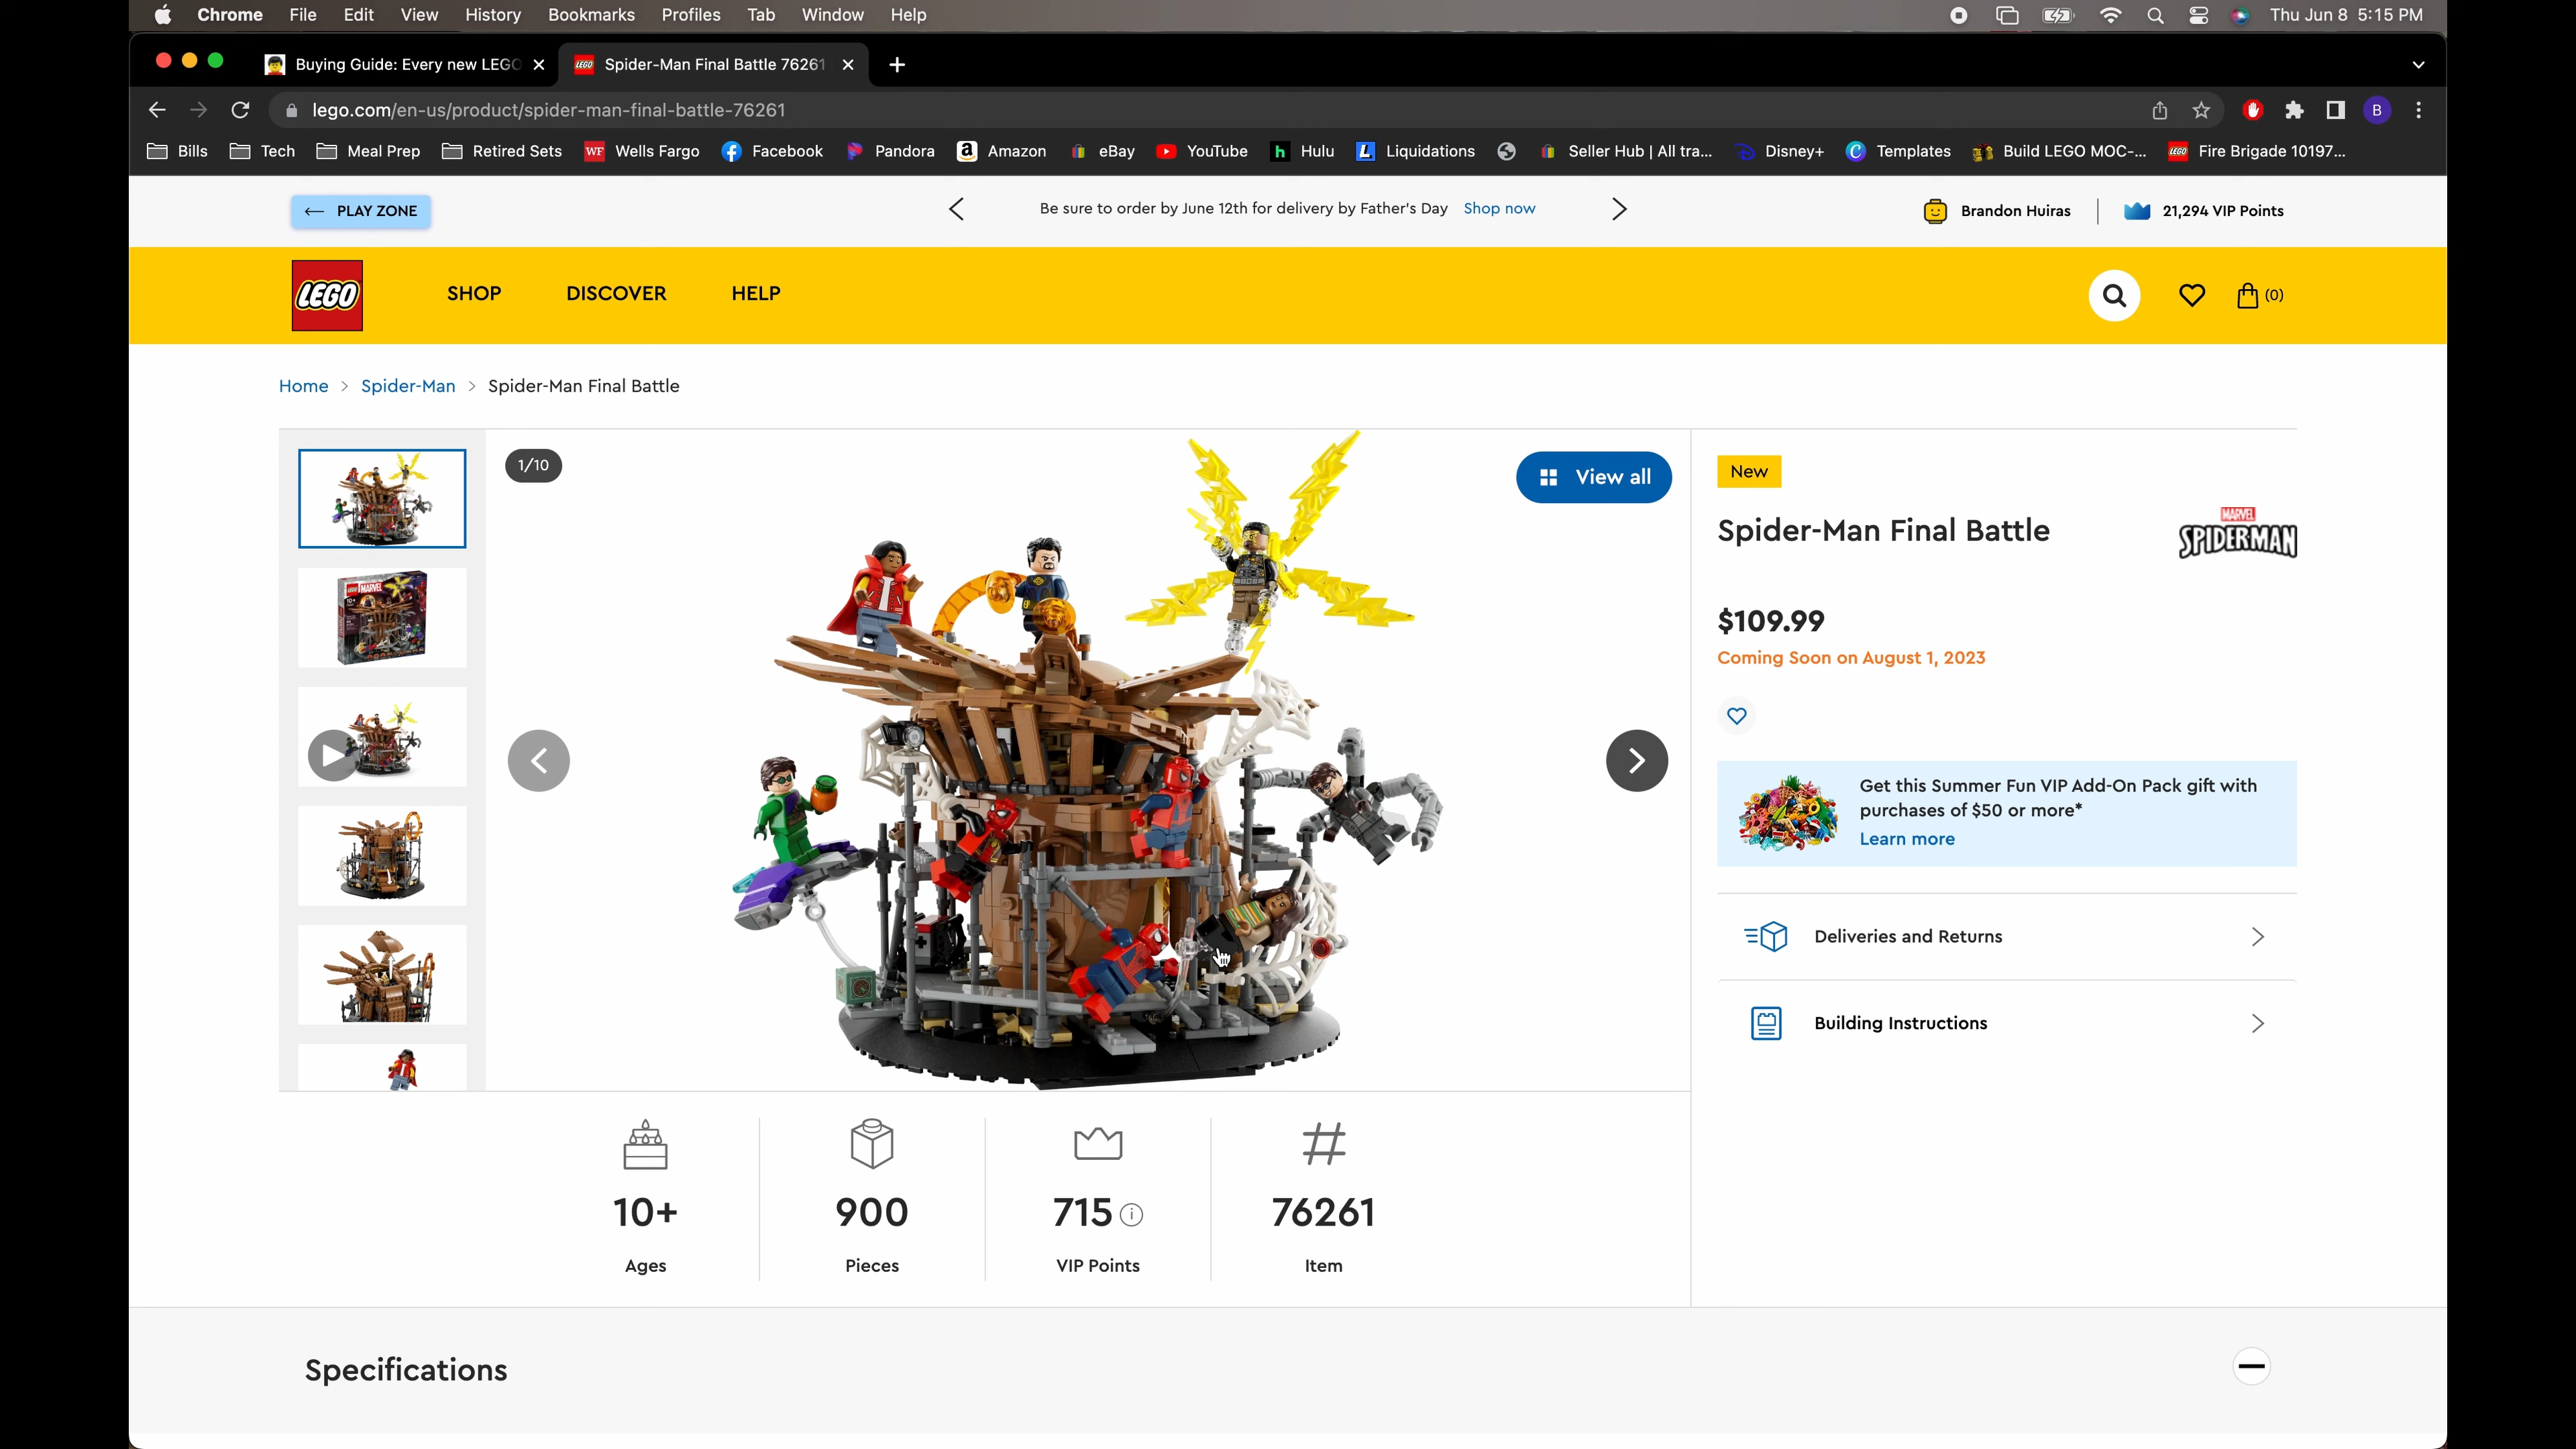 Chrome File Edit View History Bookmarks Profiles Tab Window Help Thu Jun 8 5:15 PM
Buying Guide: Every new LEGO Spider-Man Final Battle 76261
lego.com/en-us/product/spider-man-final-battle-76261 B
Bills Tech Meal Prep Retired Sets WF Wells Fargo Facebook Pandora Amazon eBay YouTube h Hulu L Liquidations Seller Hub | All tra... Disney+ C Templates Build LEGO MOC-... LEGO Fire Brigade 10197...
PLAY ZONE
Be sure to order by June 12th for delivery by Father's Day Shop now
Brandon Huiras 21,294 VIP Points
LEGO SHOP DISCOVER HELP (0)
Home > Spider-Man > Spider-Man Final Battle
1/10
View all
New
Spider-Man Final Battle
MARVEL
SPIDER-MAN
$109.99
Coming Soon on August 1, 2023
Get this Summer Fun VIP Add-On Pack gift with
purchases of $50 or more*
Learn more
Deliveries and Returns
Building Instructions
10+ 900 715 76261
Ages Pieces VIP Points Item
Specifications